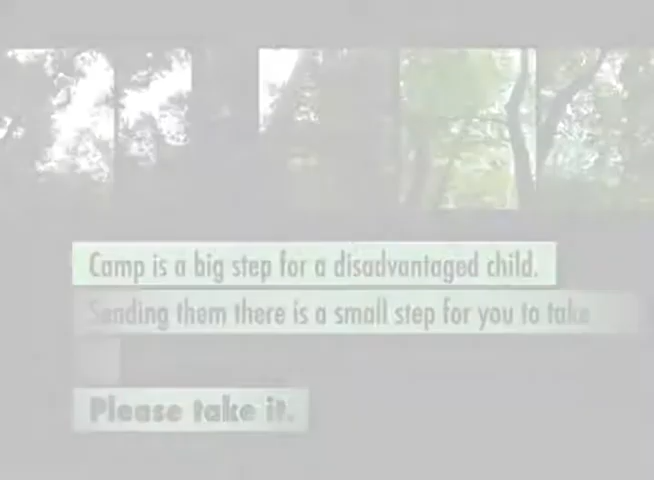 Camp is a big step for a disadvantaged child.
Sending them there is a small step for you to take
Please take it.